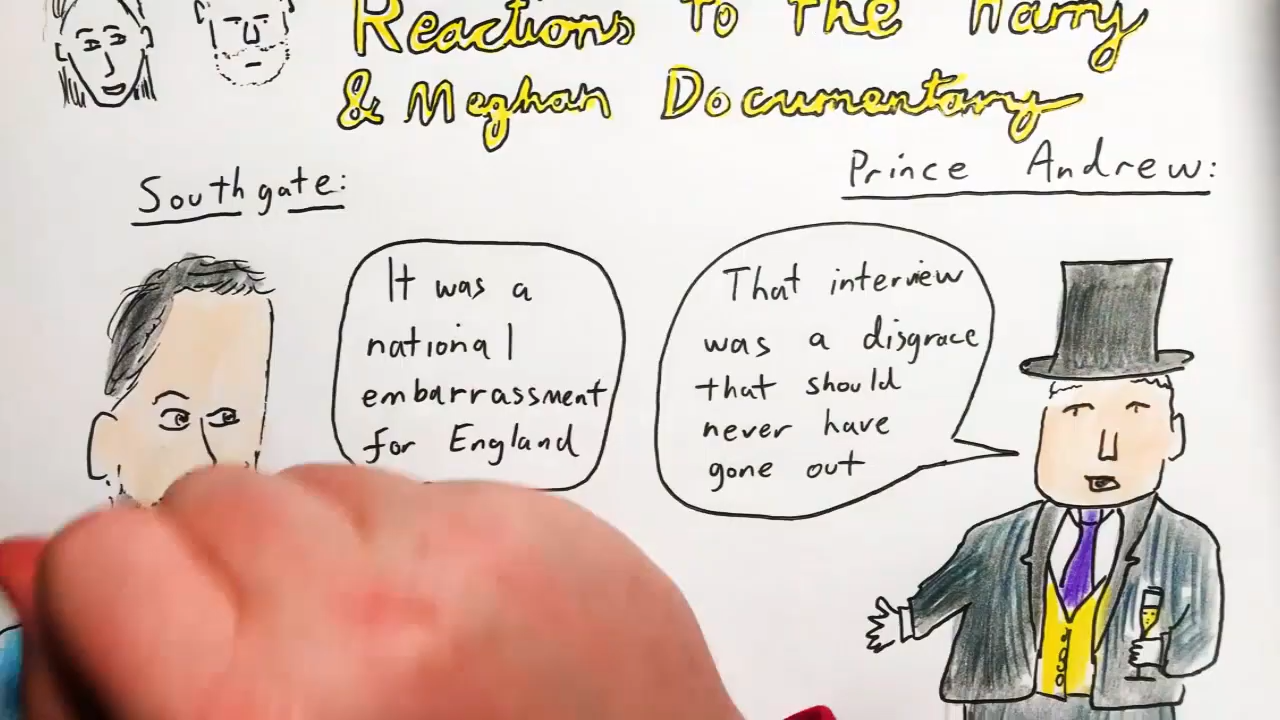 Reactions to the Harry
& Meghan Documentary
Southgate:
Prince Andrew:
It was a
national
embarrassment
for England
That interview
was a disgrace
that should
never have
gone out